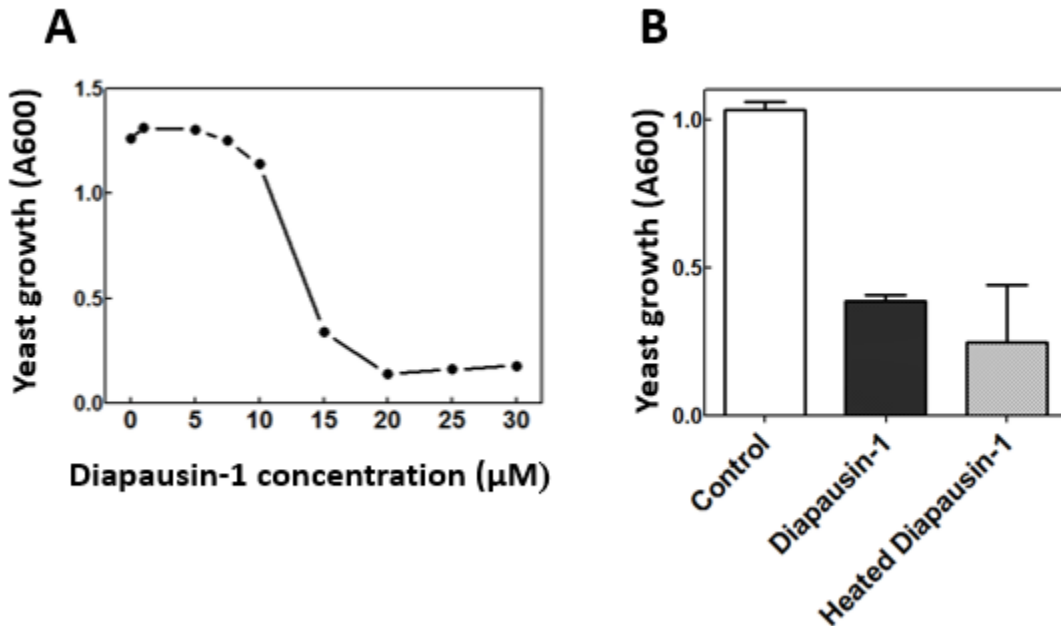 A
Yeast growth (A600)
1.5
1.0
0.5
0.0
0 5 10 15 20 25 30
Diapausin-1 concentration (µM)
B
Yeast growth (A600)
1.0
0.5
0.0
Control
Diapausin-1
Heated Diapausin-1